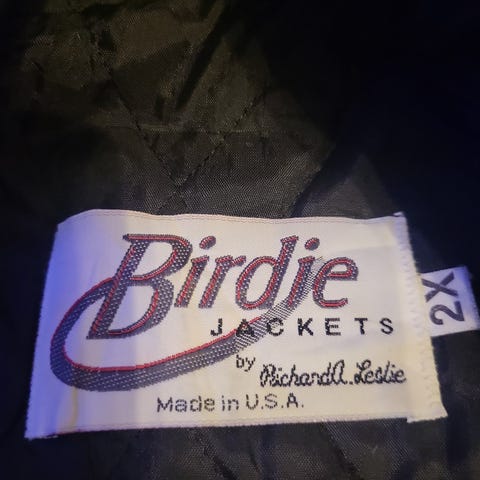 Birdie
JACKETS
by
RichardA. Leslie
Made in U.S.A.
2X